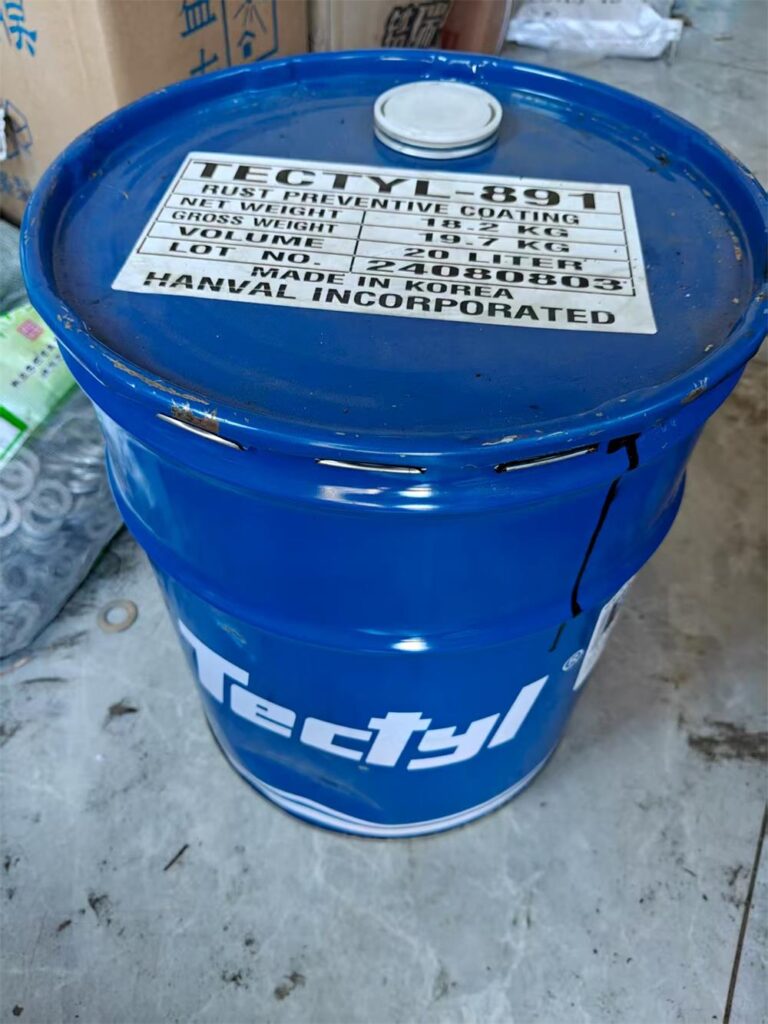 TECTYL-891
RUST PREVENTIVE COATING
NET WEIGHT 18.2 KG
GROSS WEIGHT 19.7 KG
VOLUME 20 LITER
LOT NO. 24080803
MADE IN KOREA
HANVAL INCORPORATED
Tectyl®